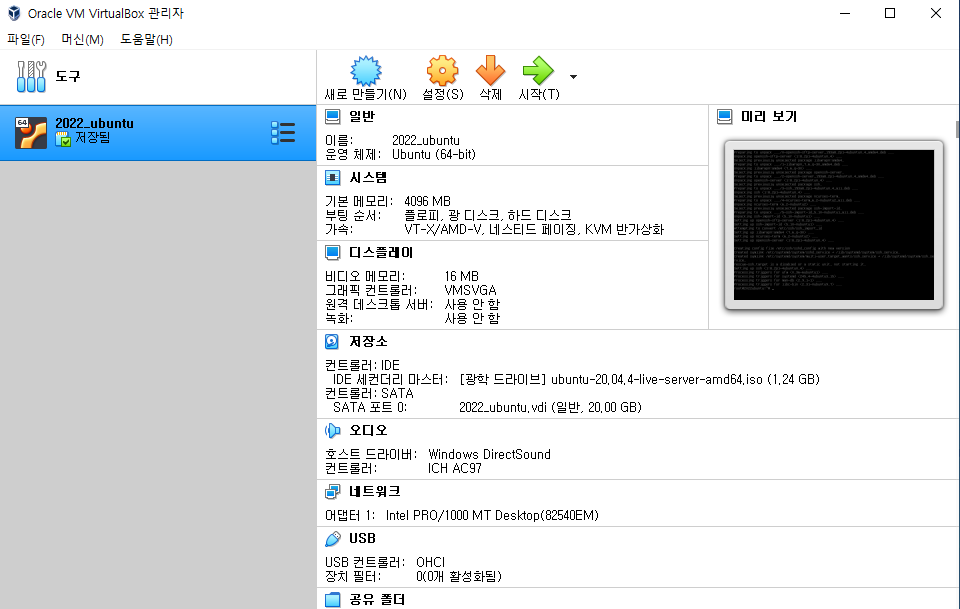 Oracle VM VirtualBox 관리자
파일(F) 머신(M) 도움말(H)
도구
새로 만들기(N) 설정(S) 삭제 시작(T)
64
2022_ubuntu
저장됨
일반
이름: 2022_ubuntu
운영 체제: Ubuntu (64-bit)
시스템
기본 메모리: 4096 MB
부팅 순서: 플로피, 광 디스크, 하드 디스크
가속: VT-X/AMD-V, 네스티드 페이징, KVM 반가상화
디스플레이
비디오 메모리: 16 MB
그래픽 컨트롤러: VMSVGA
원격 데스크톱 서버: 사용 안 함
녹화: 사용 안 함
미리 보기
저장소
컨트롤러: IDE
IDE 세컨더리 마스터: [광학 드라이브] ubuntu-20.04.4-live-server-amd64.iso (1.24 GB)
컨트롤러: SATA
SATA 포트 0: 2022_ubuntu.vdi (일반, 20.00 GB)
오디오
호스트 드라이버: Windows DirectSound
컨트롤러: ICH AC97
네트워크
어댑터 1: Intel PRO/1000 MT Desktop(82540EM)
USB
USB 컨트롤러: OHCI
장치 필터: 0(0개 활성화됨)
공유 폴더